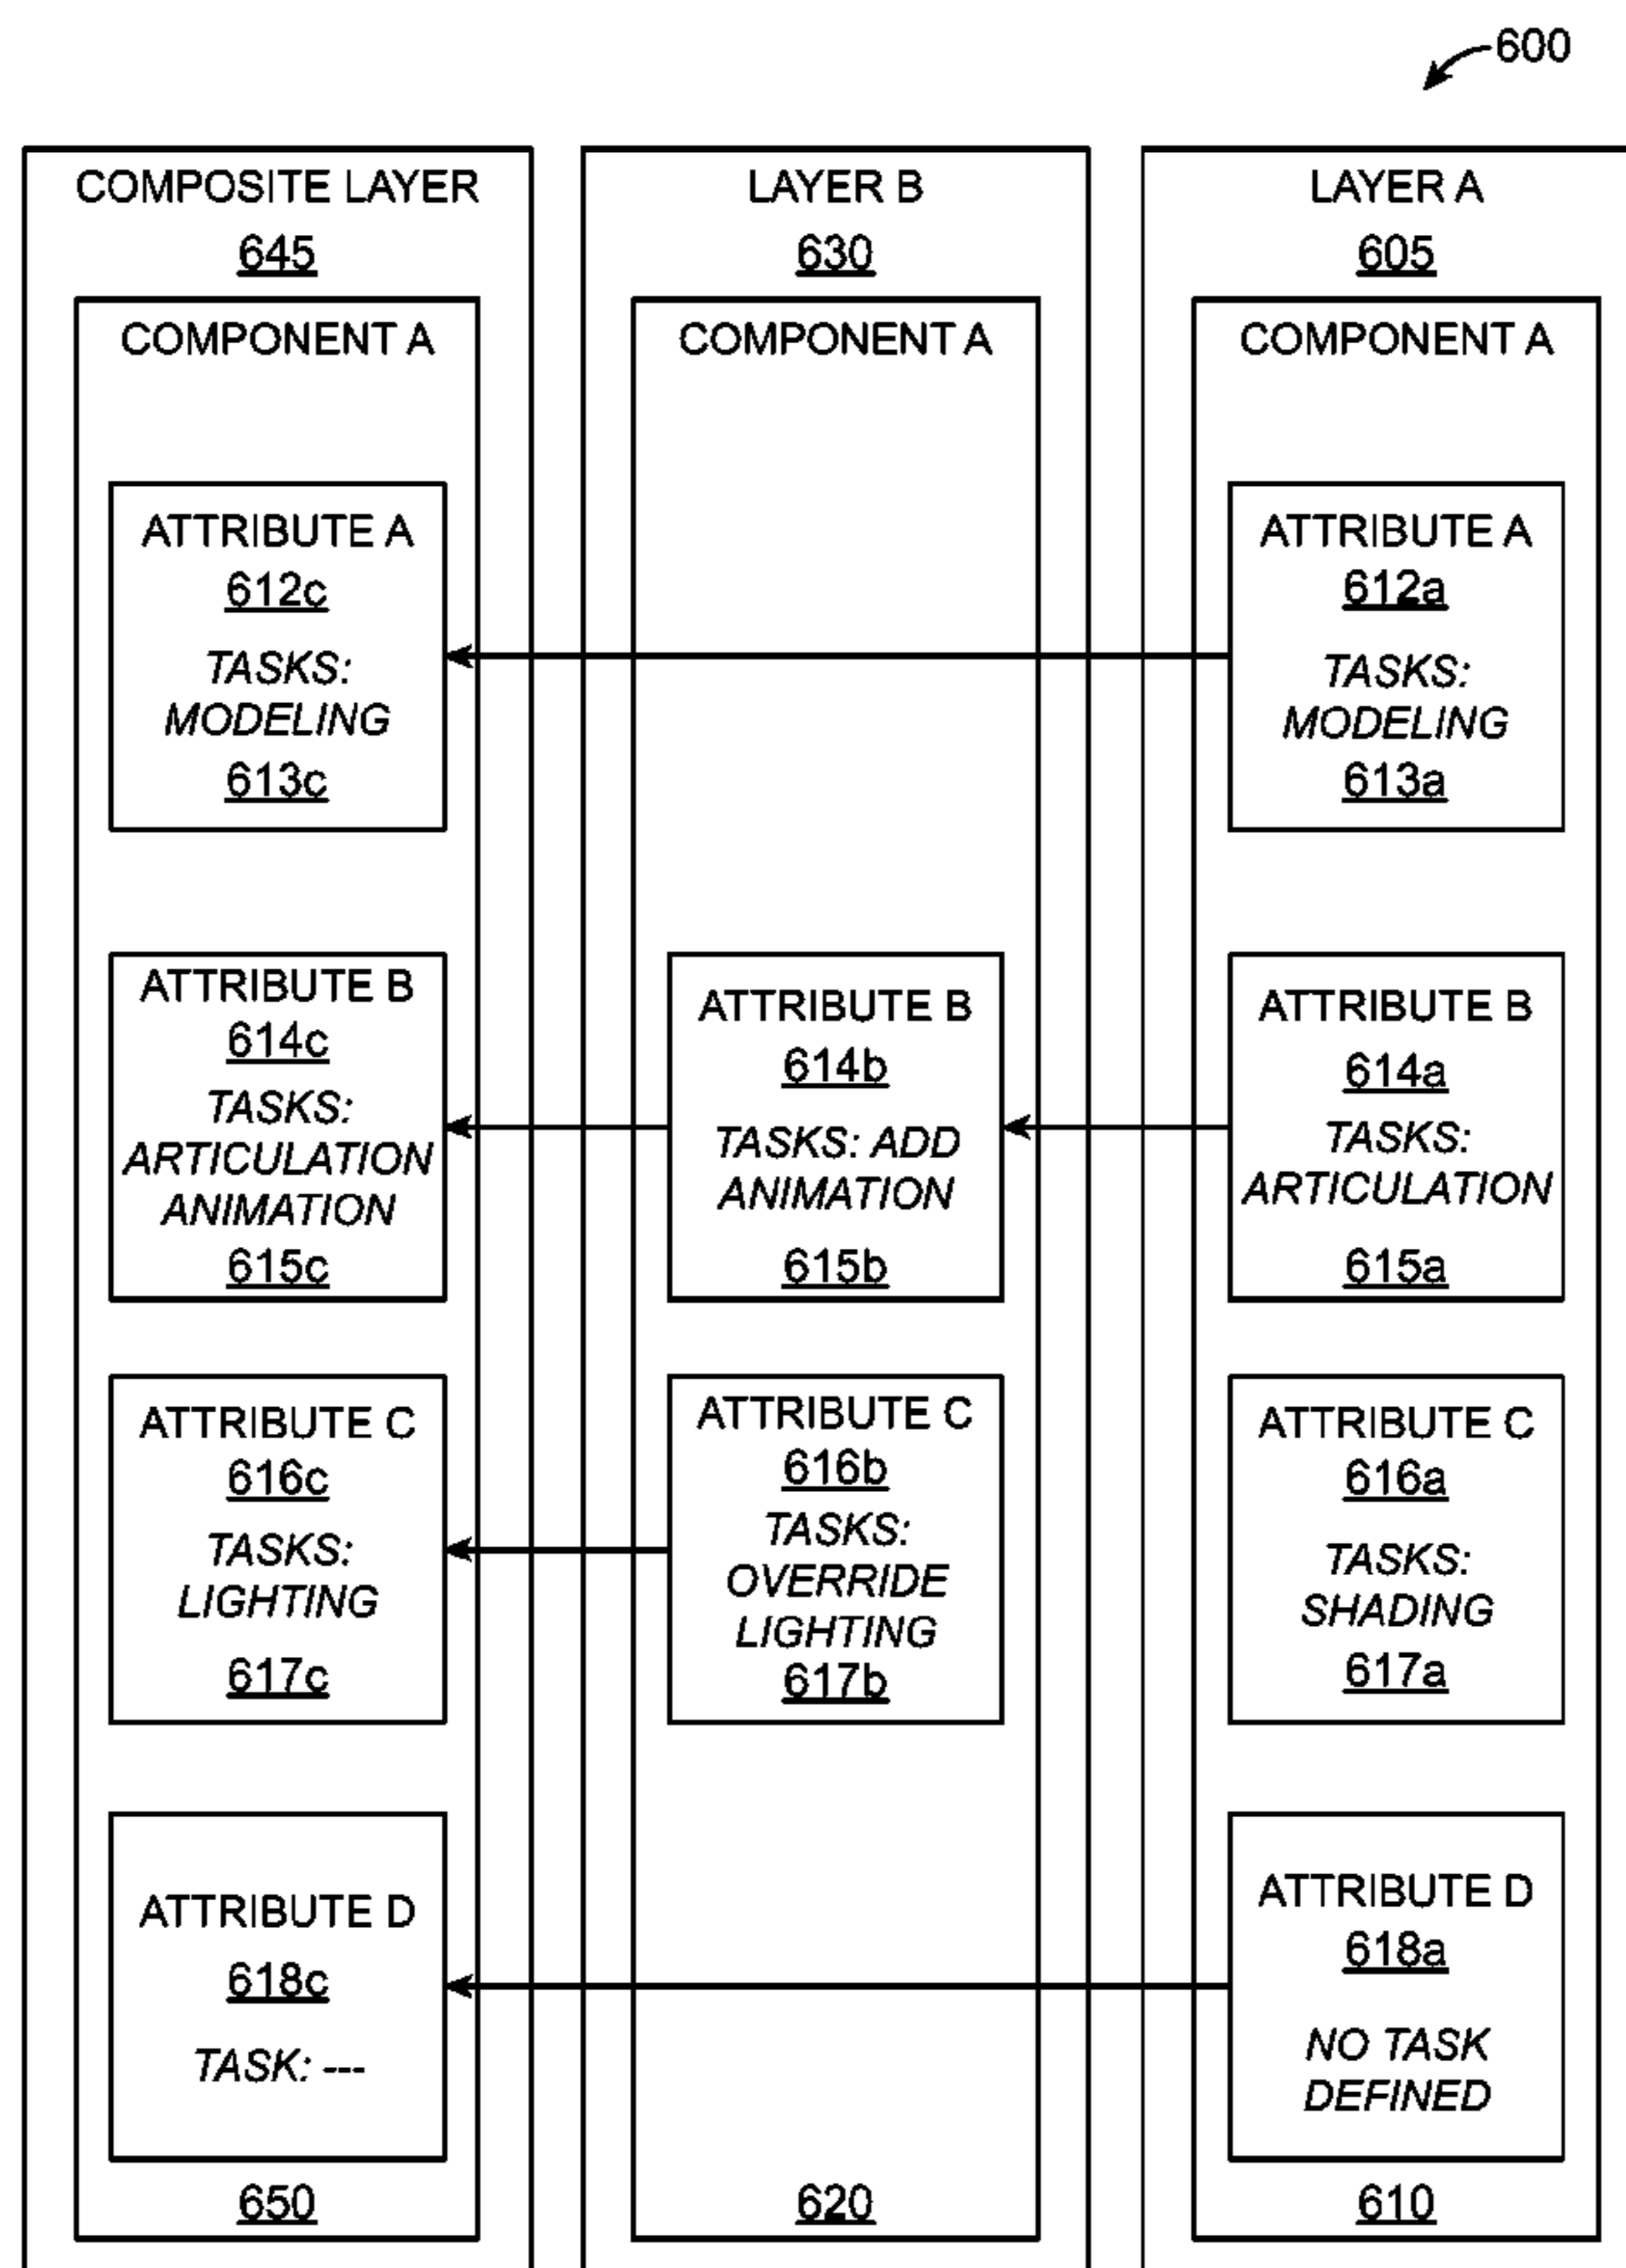 600
COMPOSITE LAYER
645
COMPONENT A
ATTRIBUTE A
612c
TASKS:
MODELING
613c
ATTRIBUTE B
614c
TASKS:
ARTICULATION
ANIMATION
615c
ATTRIBUTE C
616c
TASKS:
LIGHTING
617c
ATTRIBUTE D
618c
TASK: ---
650
LAYER B
630
COMPONENT A
ATTRIBUTE B
614b
TASKS: ADD
ANIMATION
615b
ATTRIBUTE C
616b
TASKS:
OVERRIDE
LIGHTING
617b
620
LAYER A
605
COMPONENT A
ATTRIBUTE A
612a
TASKS:
MODELING
613a
ATTRIBUTE B
614a
TASKS:
ARTICULATION
615a
ATTRIBUTE C
616a
TASKS:
SHADING
617a
ATTRIBUTE D
618a
NO TASK
DEFINED
610